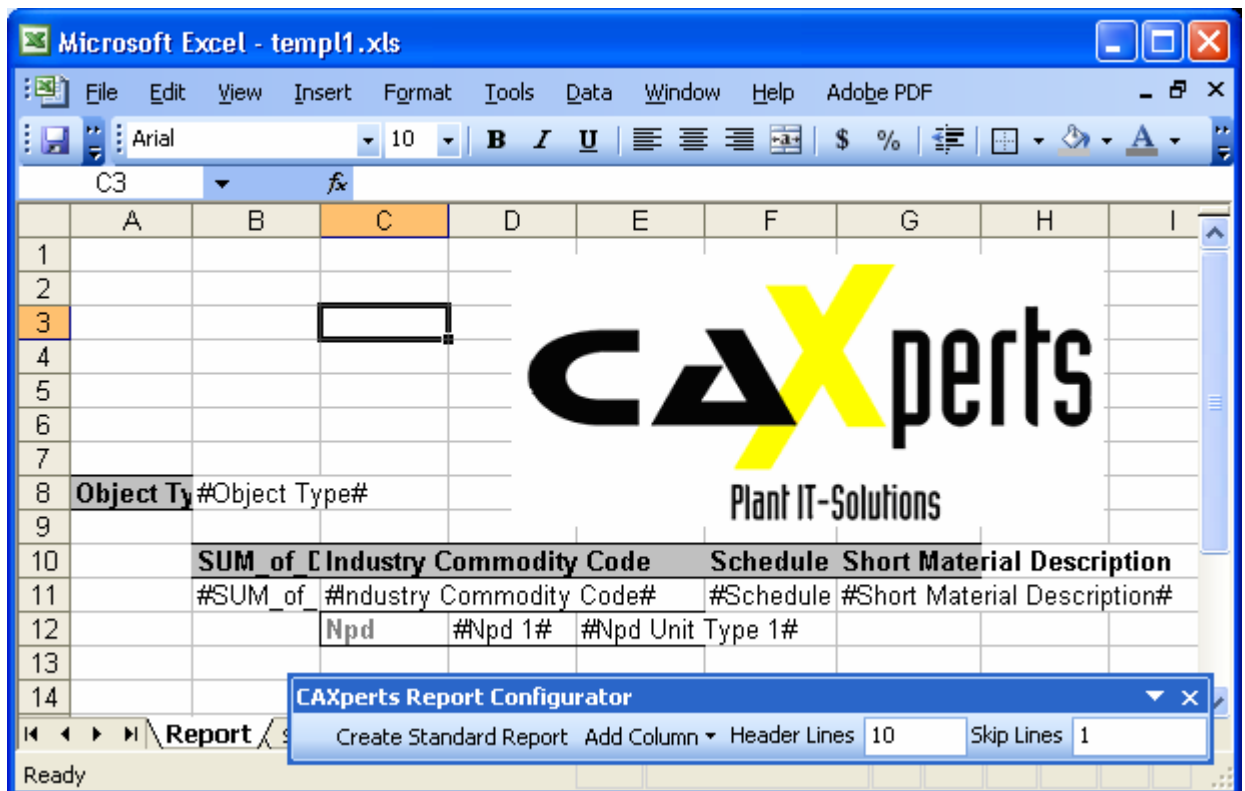 Microsoft Excel - templ1.xls
File Edit View Insert Format Tools Data Window Help Adobe PDF
Arial 10 B I U $ % A
C3 fx
A B C D E F G H I
1
2
3
4
5
6
7
CAXperts
Plant IT-Solutions
8 Object Ty #Object Type#
9
10 SUM_of_D Industry Commodity Code Schedule Short Material Description
11 #SUM_of_ #Industry Commodity Code# #Schedule #Short Material Description#
12 Npd #Npd 1# #Npd Unit Type 1#
13
14
CAXperts Report Configurator
Report
Create Standard Report Add Column Header Lines 10 Skip Lines 1
Ready